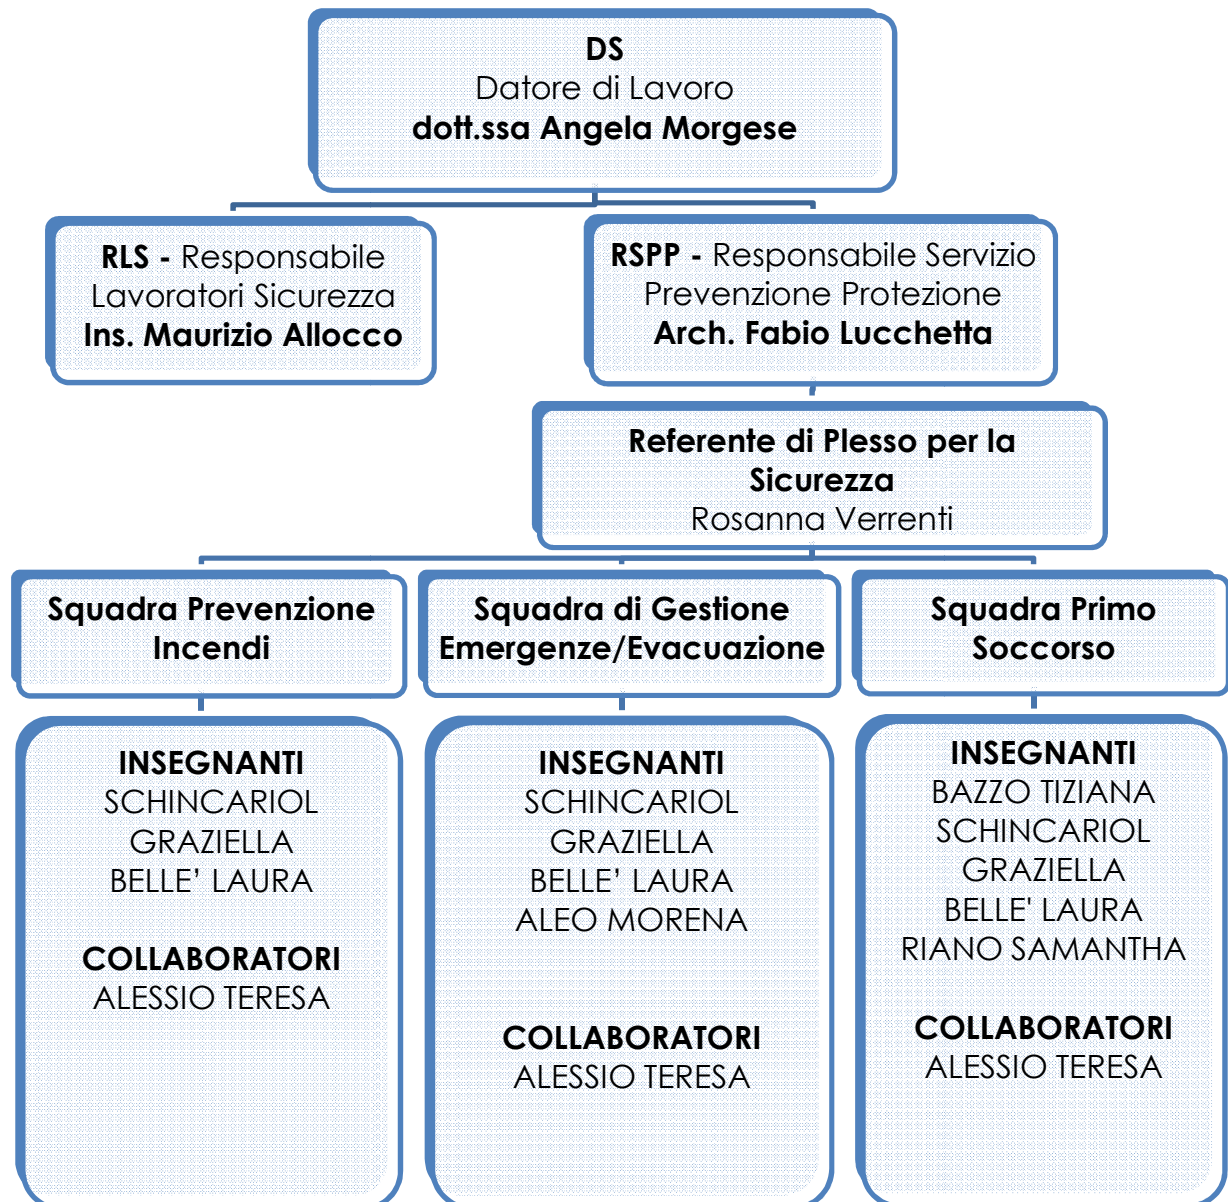 DS
Datore di Lavoro
dott.ssa Angela Morgese
RLS - Responsabile
Lavoratori Sicurezza
Ins. Maurizio Allocco
RSPP - Responsabile Servizio
Prevenzione Protezione
Arch. Fabio Lucchetta
Referente di Plesso per la
Sicurezza
Rosanna Verrenti
Squadra Prevenzione
Incendi
Squadra di Gestione
Emergenze/Evacuazione
Squadra Primo
Soccorso
INSEGNANTI
SCHINCARIOL
GRAZIELLA
BELLE’ LAURA
COLLABORATORI
ALESSIO TERESA
INSEGNANTI
SCHINCARIOL
GRAZIELLA
BELLE’ LAURA
ALEO MORENA
COLLABORATORI
ALESSIO TERESA
INSEGNANTI
BAZZO TIZIANA
SCHINCARIOL
GRAZIELLA
BELLE' LAURA
RIANO SAMANTHA
COLLABORATORI
ALESSIO TERESA